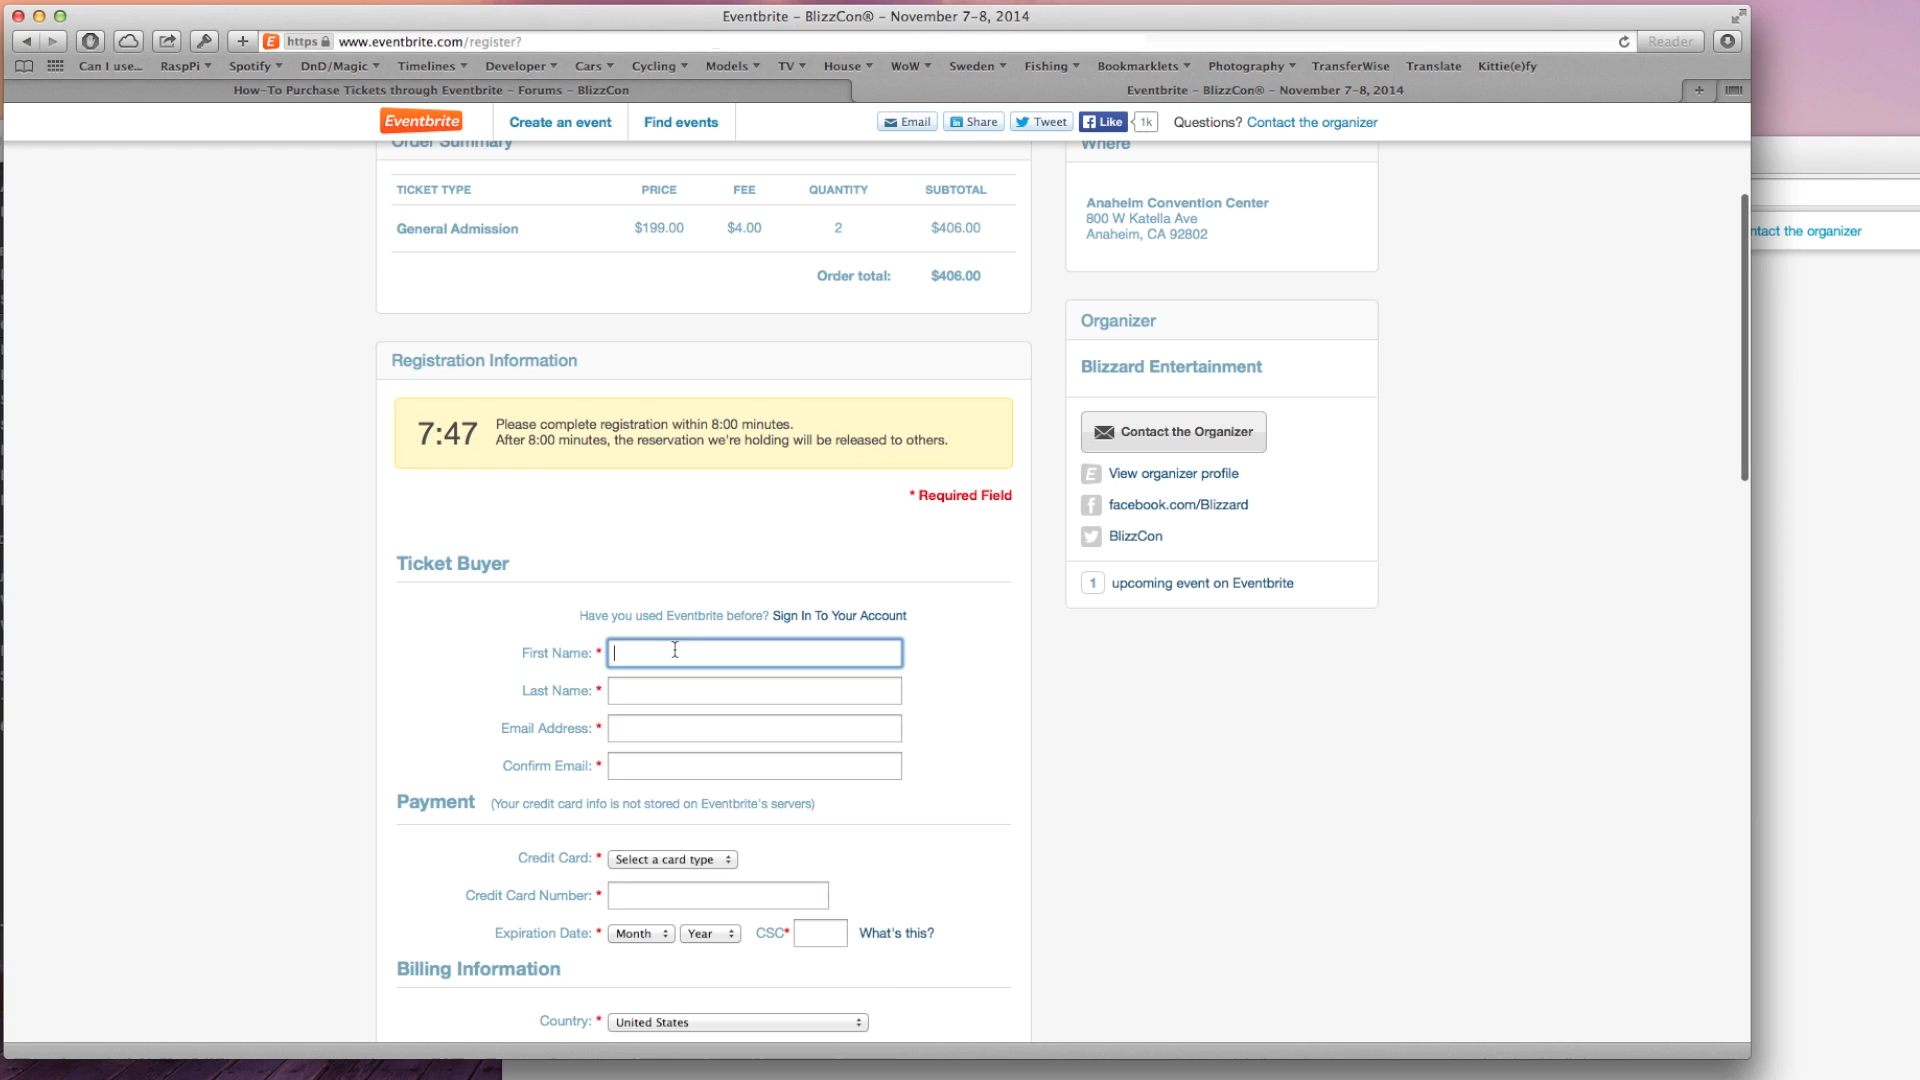 Eventbrite – BlizzCon® – November 7-8, 2014
https www.eventbrite.com/register? Reader
Can I use... RaspPi Spotify DnD/Magic Timelines Developer Cars Cycling Models TV House WoW Sweden Fishing Bookmarklets Photography TransferWise Translate Kittie(e)fy
How-To Purchase Tickets through Eventbrite – Forums – BlizzCon
Eventbrite – BlizzCon® – November 7-8, 2014
Eventbrite Create an event Find events Email Share Tweet Like 1k Questions? Contact the organizer
Order Summary
TICKET TYPE PRICE FEE QUANTITY SUBTOTAL
General Admission $199.00 $4.00 2 $406.00
Order total: $406.00
Registration Information
7:47
Please complete registration within 8:00 minutes.
After 8:00 minutes, the reservation we're holding will be released to others.
* Required Field
Ticket Buyer
Have you used Eventbrite before? Sign In To Your Account
First Name: *
Last Name: *
Email Address: *
Confirm Email: *
Payment (Your credit card info is not stored on Eventbrite's servers)
Credit Card: * Select a card type
Credit Card Number: *
Expiration Date: * Month Year CSC* What's this?
Billing Information
Country: * United States
Where
Anaheim Convention Center
800 W Katella Ave
Anaheim, CA 92802
Organizer
Blizzard Entertainment
Contact the Organizer
View organizer profile
facebook.com/Blizzard
BlizzCon
1 upcoming event on Eventbrite
ntact the organizer